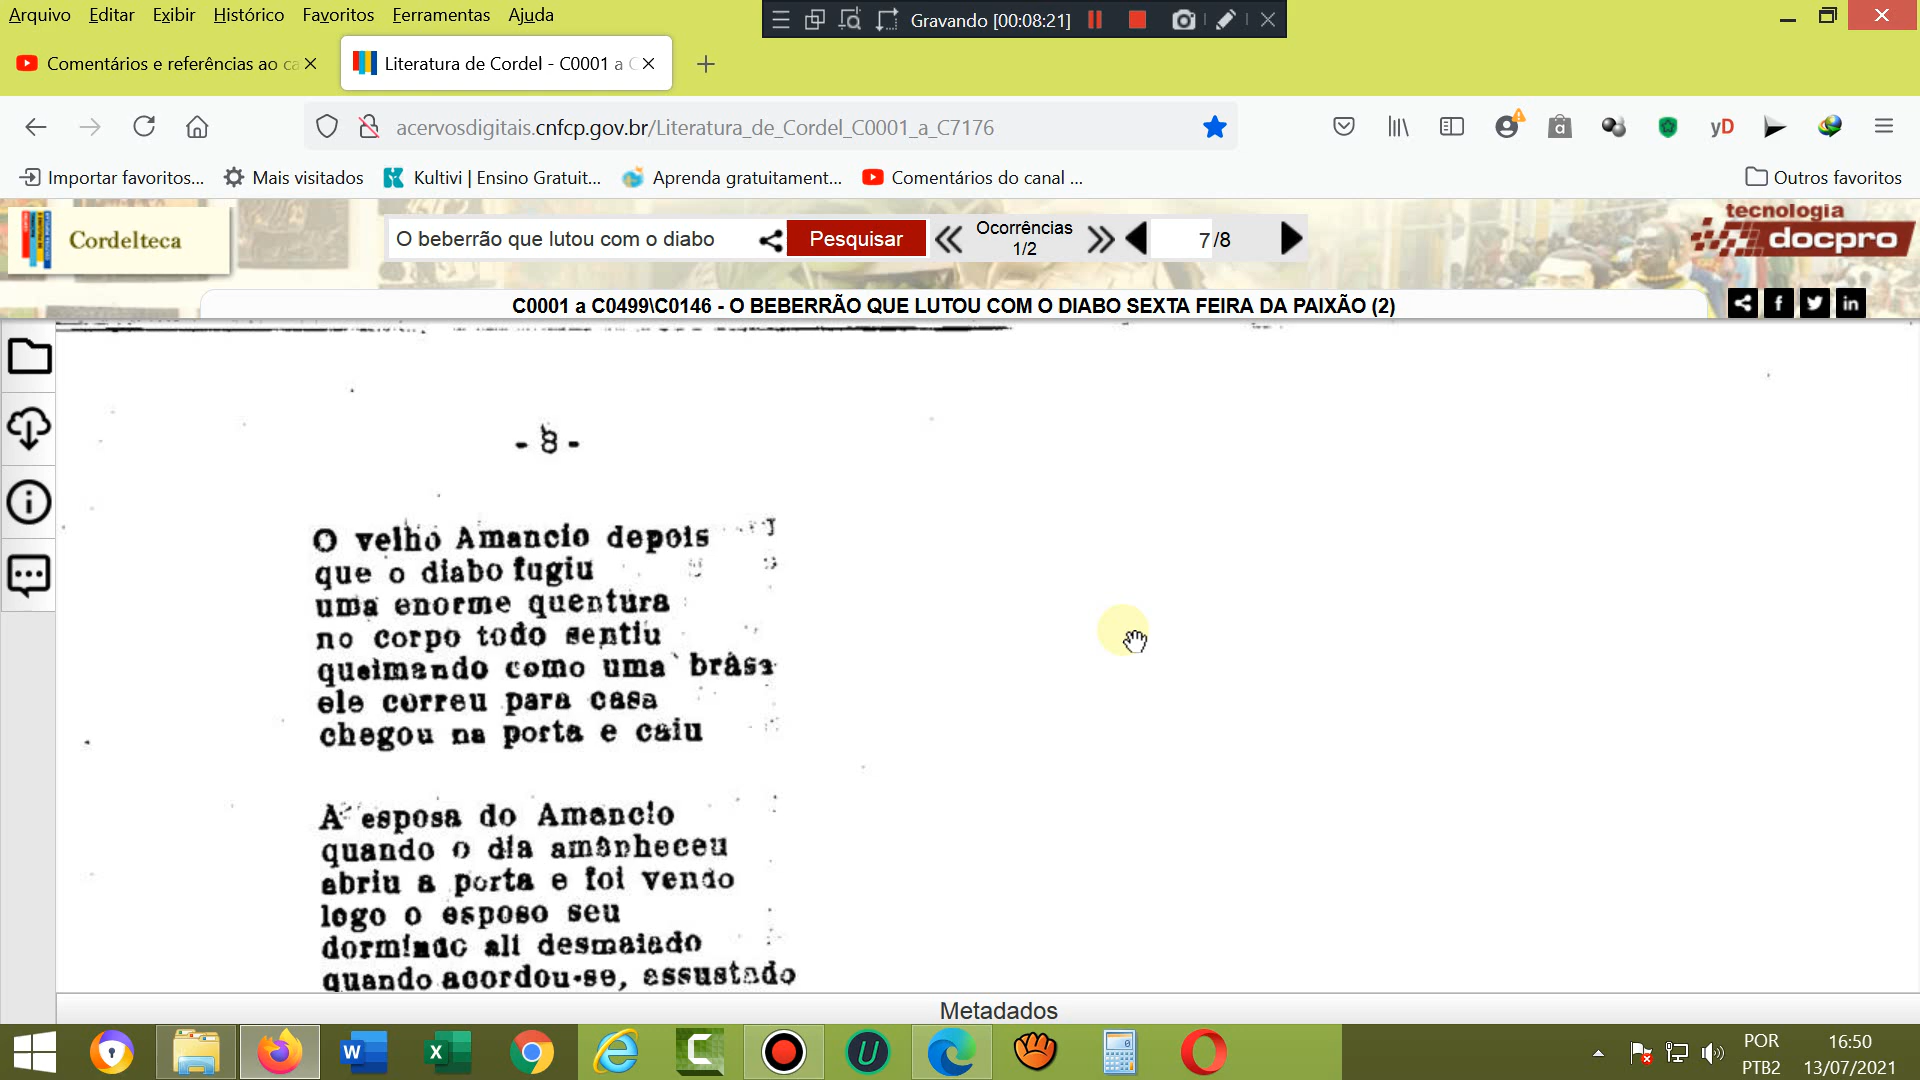 Arquivo Editar Exibir Histórico Favoritos Ferramentas Ajuda
Gravando [00:08:21]
Comentários e referências ao ca
Literatura de Cordel - C0001 a C
acervosdigitais.cnfcp.gov.br/Literatura_de_Cordel_C0001_a_C7176
yD
Importar favoritos... Mais visitados Kultivi | Ensino Gratuit... Aprenda gratuitament... Comentários do canal ... Outros favoritos
Cordelteca
O beberrão que lutou com o diabo
Pesquisar
Ocorrências
1/2
7 /8
tecnologia
docpro
C0001 a C0499\C0146 - O BEBERRÃO QUE LUTOU COM O DIABO SEXTA FEIRA DA PAIXÃO (2)
- 8 -
O velho Amancio depois
que o diabo fugiu
uma enorme quentura
no corpo todo sentiu
queimando como uma brasa
ele correu para casa
chegou na porta e caiu
A esposa do Amancio
quando o dia amanheceu
abriu a porta e foi vendo
logo o esposo seu
dormindo ali desmaiado
quando acordou-se, assustado
Metadados
POR
PTB2
16:50
13/07/2021